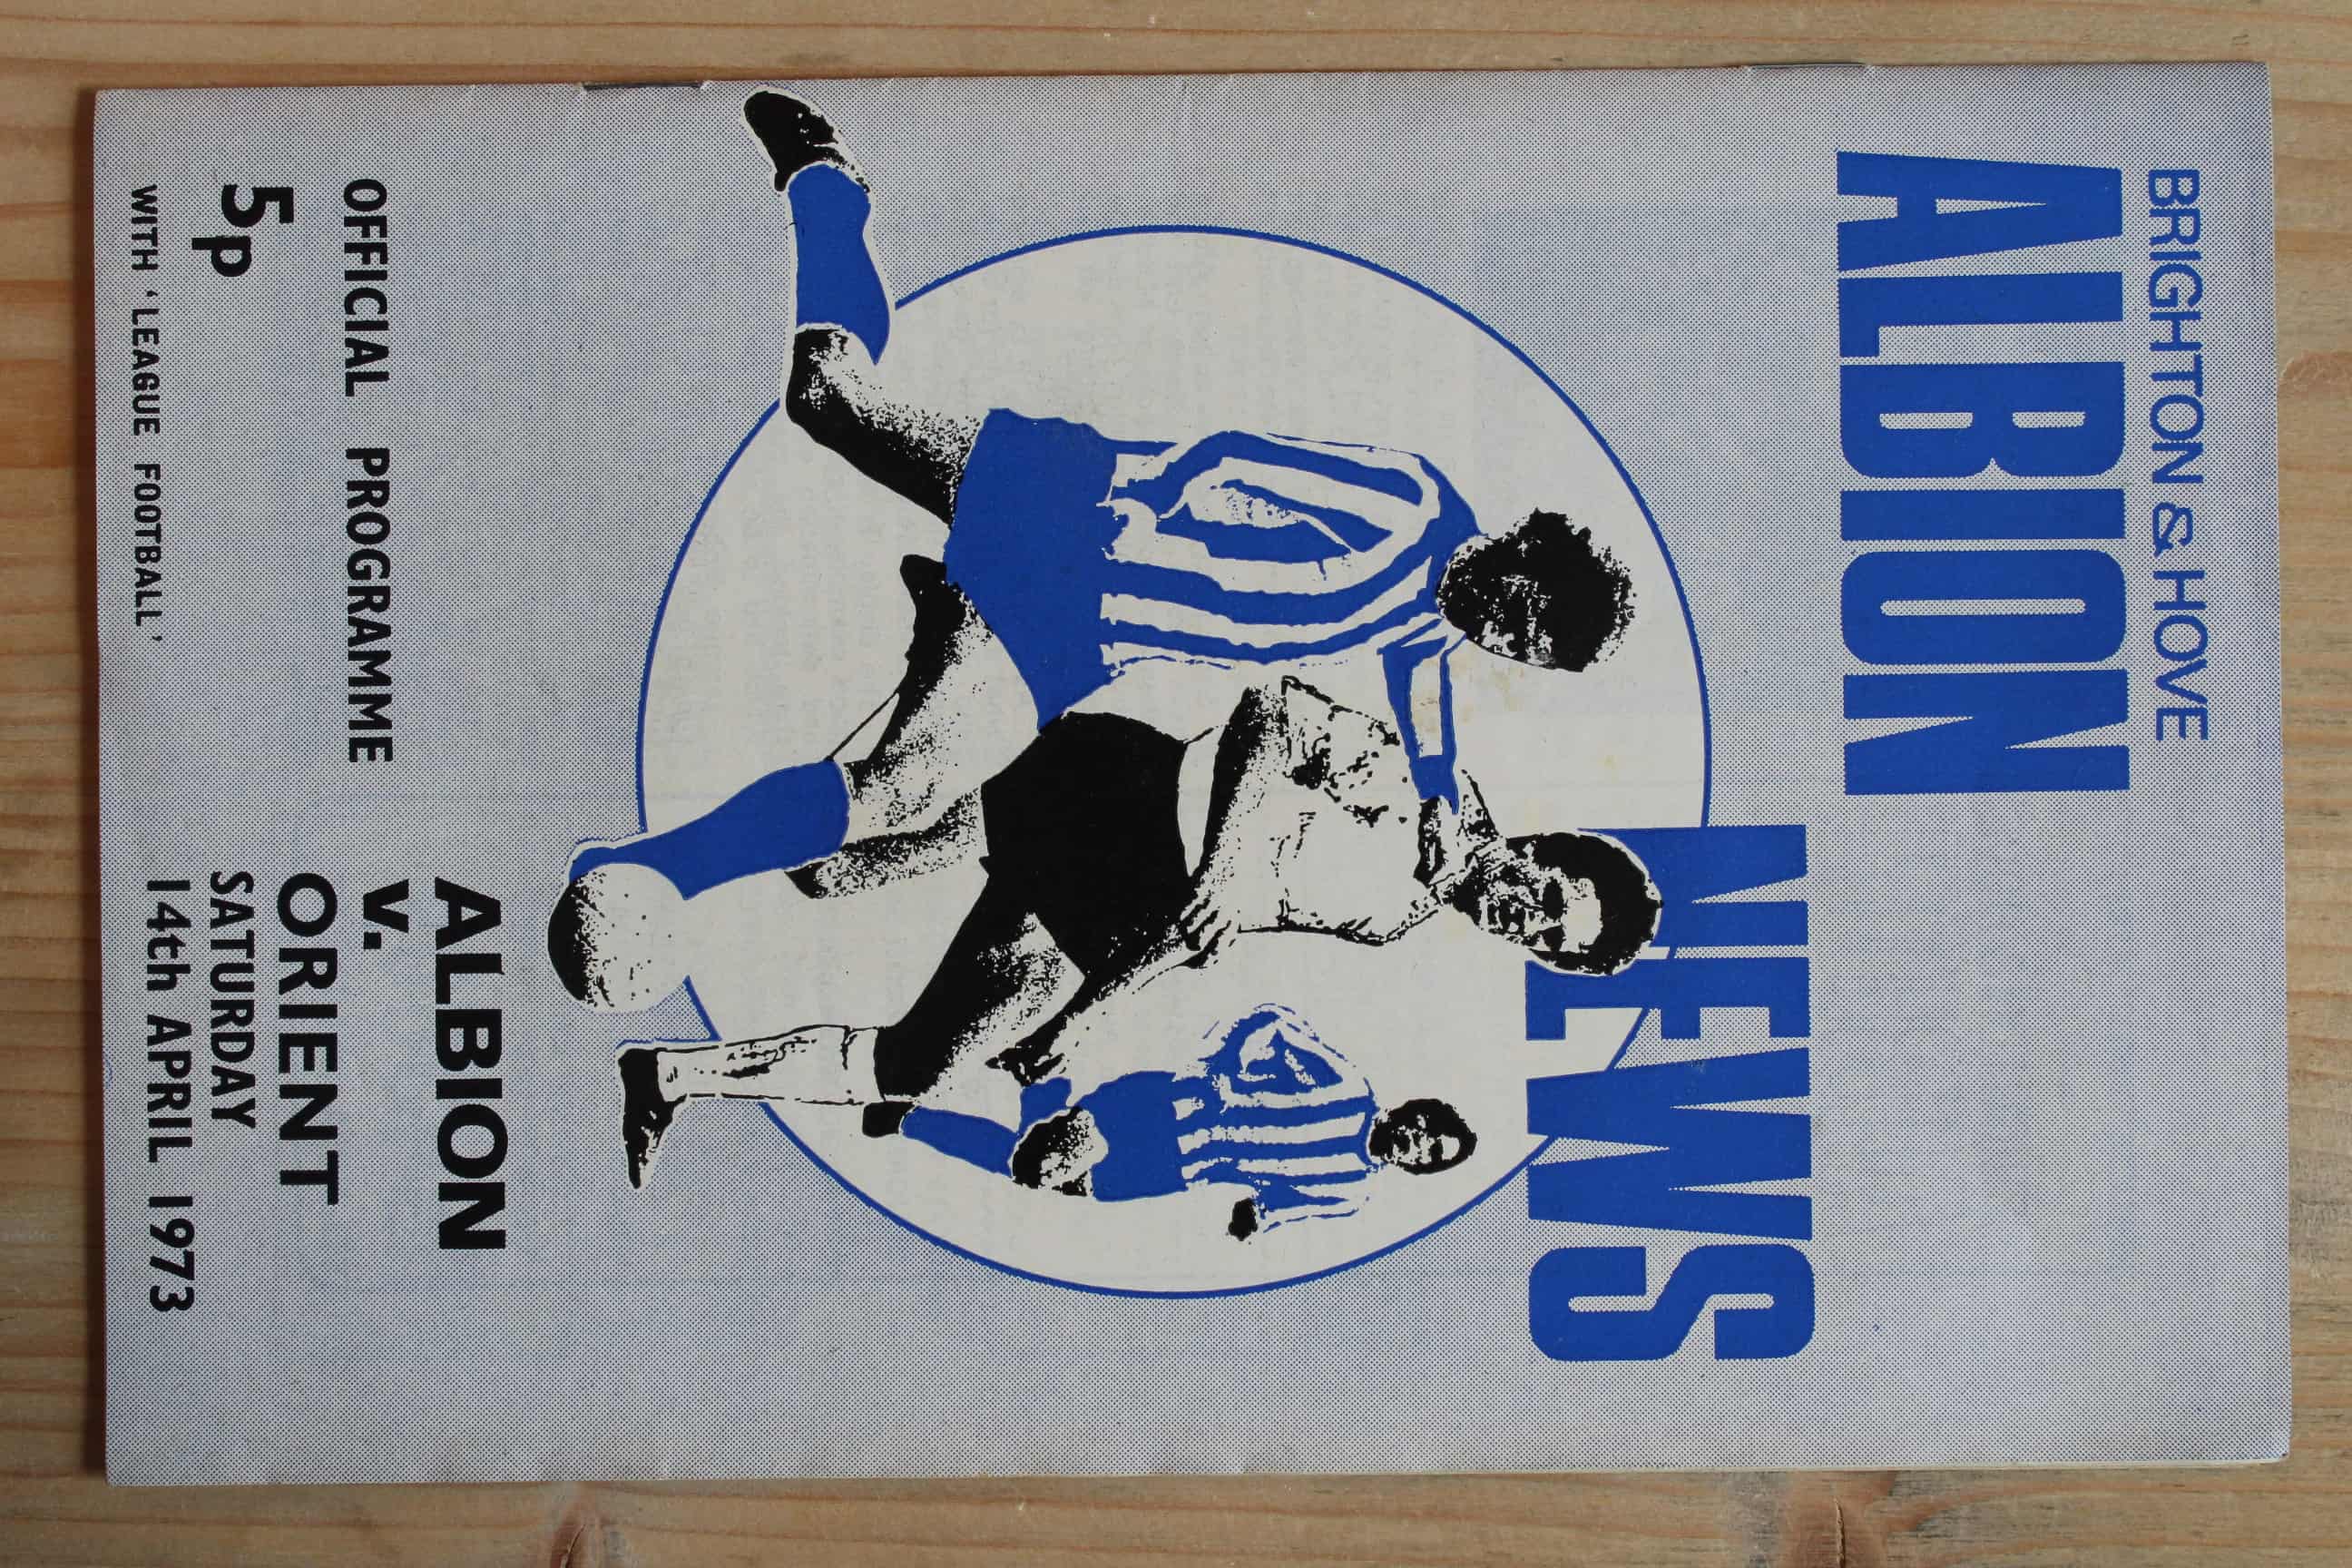 BRIGHTON & HOVE
ALBION
NEWS
ALBION
v.
OFFICIAL PROGRAMME
ORIENT
5p
SATURDAY
WITH 'LEAGUE FOOTBALL'
14th APRIL 1973